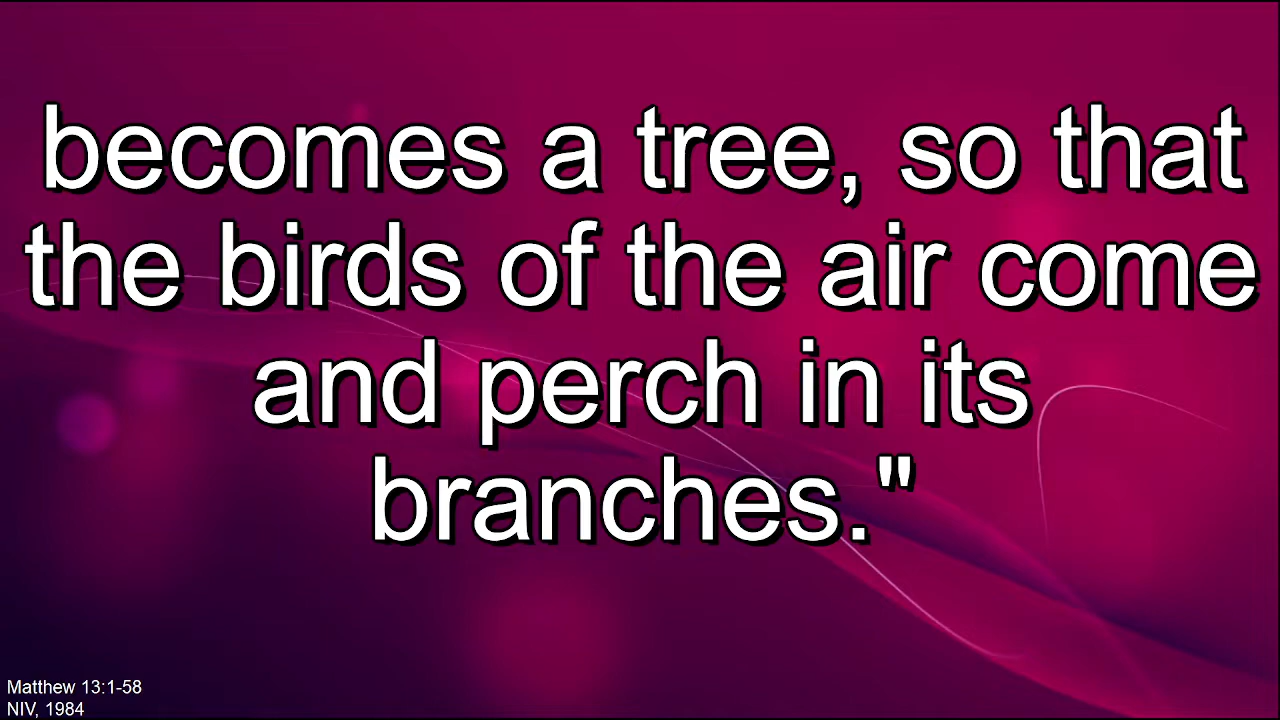 becomes a tree, so that
the birds of the air come
and perch in its
branches."
Matthew 13:1-58
NIV, 1984